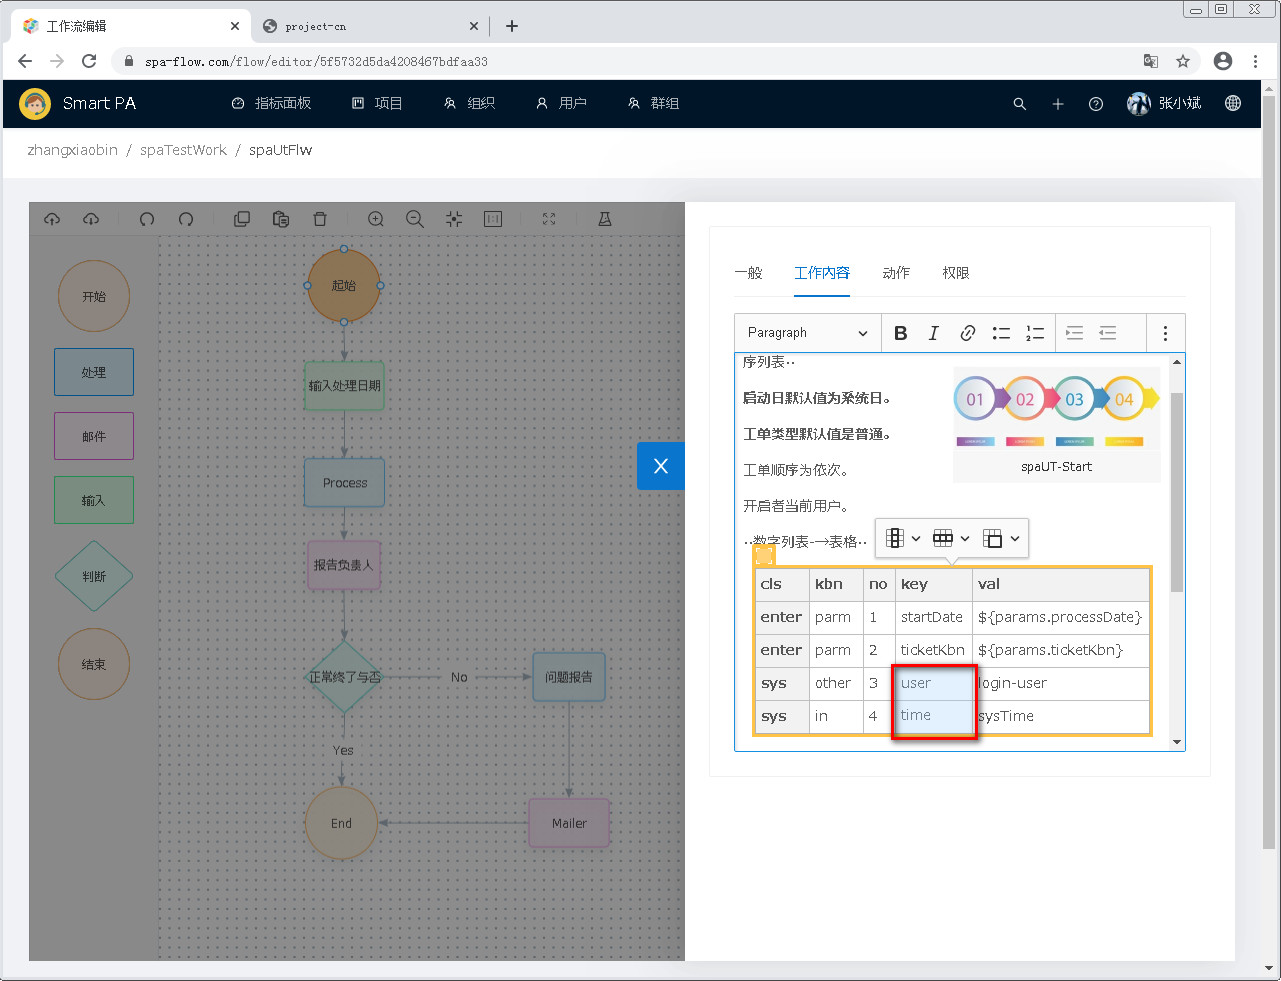 工作流编辑
project-cn
spa-flow.com/flow/editor/5f5732d5da4208467bdfaa33
Smart PA
指标面板
项目
组织
用户
群组
张小斌
zhangxiaobin / spaTestWork / spaUtFlw
开始
处理
邮件
输入
判断
结束
起始
输入处理日期
Process
报告负责人
正常终了与否
No
问题报告
Yes
End
Mailer
一般
工作内容
动作
权限
Paragraph
序列表··
启动日默认值为系统日。
工单类型默认值是普通。
工单顺序为依次。
开启者当前用户。
01 02 03 04
spaUT-Start
··数字列表-→表格··
cls kbn no key val
enter parm 1 startDate ${params.processDate}
enter parm 2 ticketKbn ${params.ticketKbn}
sys other 3 user login-user
sys in 4 time sysTime